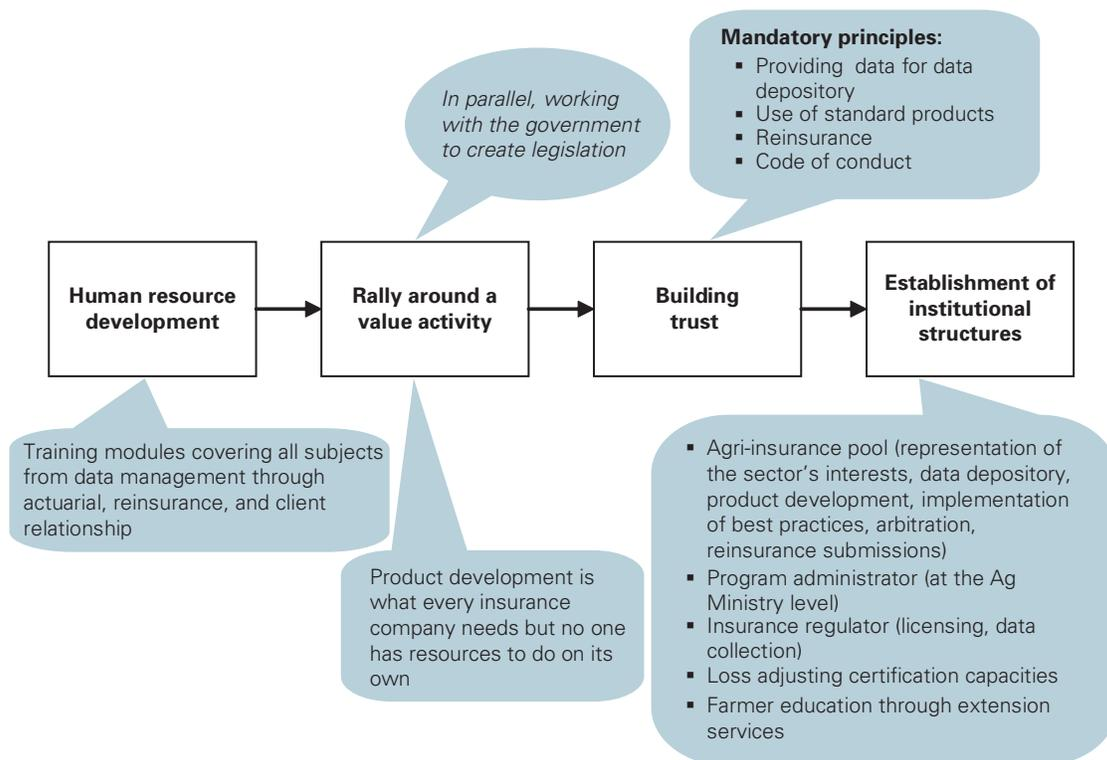 Mandatory principles:
▪ Providing data for data
depository
▪ Use of standard products
▪ Reinsurance
▪ Code of conduct
In parallel, working
with the government
to create legislation
Human resource
development
Rally around a
value activity
Building
trust
Establishment of
institutional
structures
Training modules covering all subjects
from data management through
actuarial, reinsurance, and client
relationship
Product development is
what every insurance
company needs but no one
has resources to do on its
own
▪ Agri-insurance pool (representation of
the sector’s interests, data depository,
product development, implementation
of best practices, arbitration,
reinsurance submissions)
▪ Program administrator (at the Ag
Ministry level)
▪ Insurance regulator (licensing, data
collection)
▪ Loss adjusting certification capacities
▪ Farmer education through extension
services